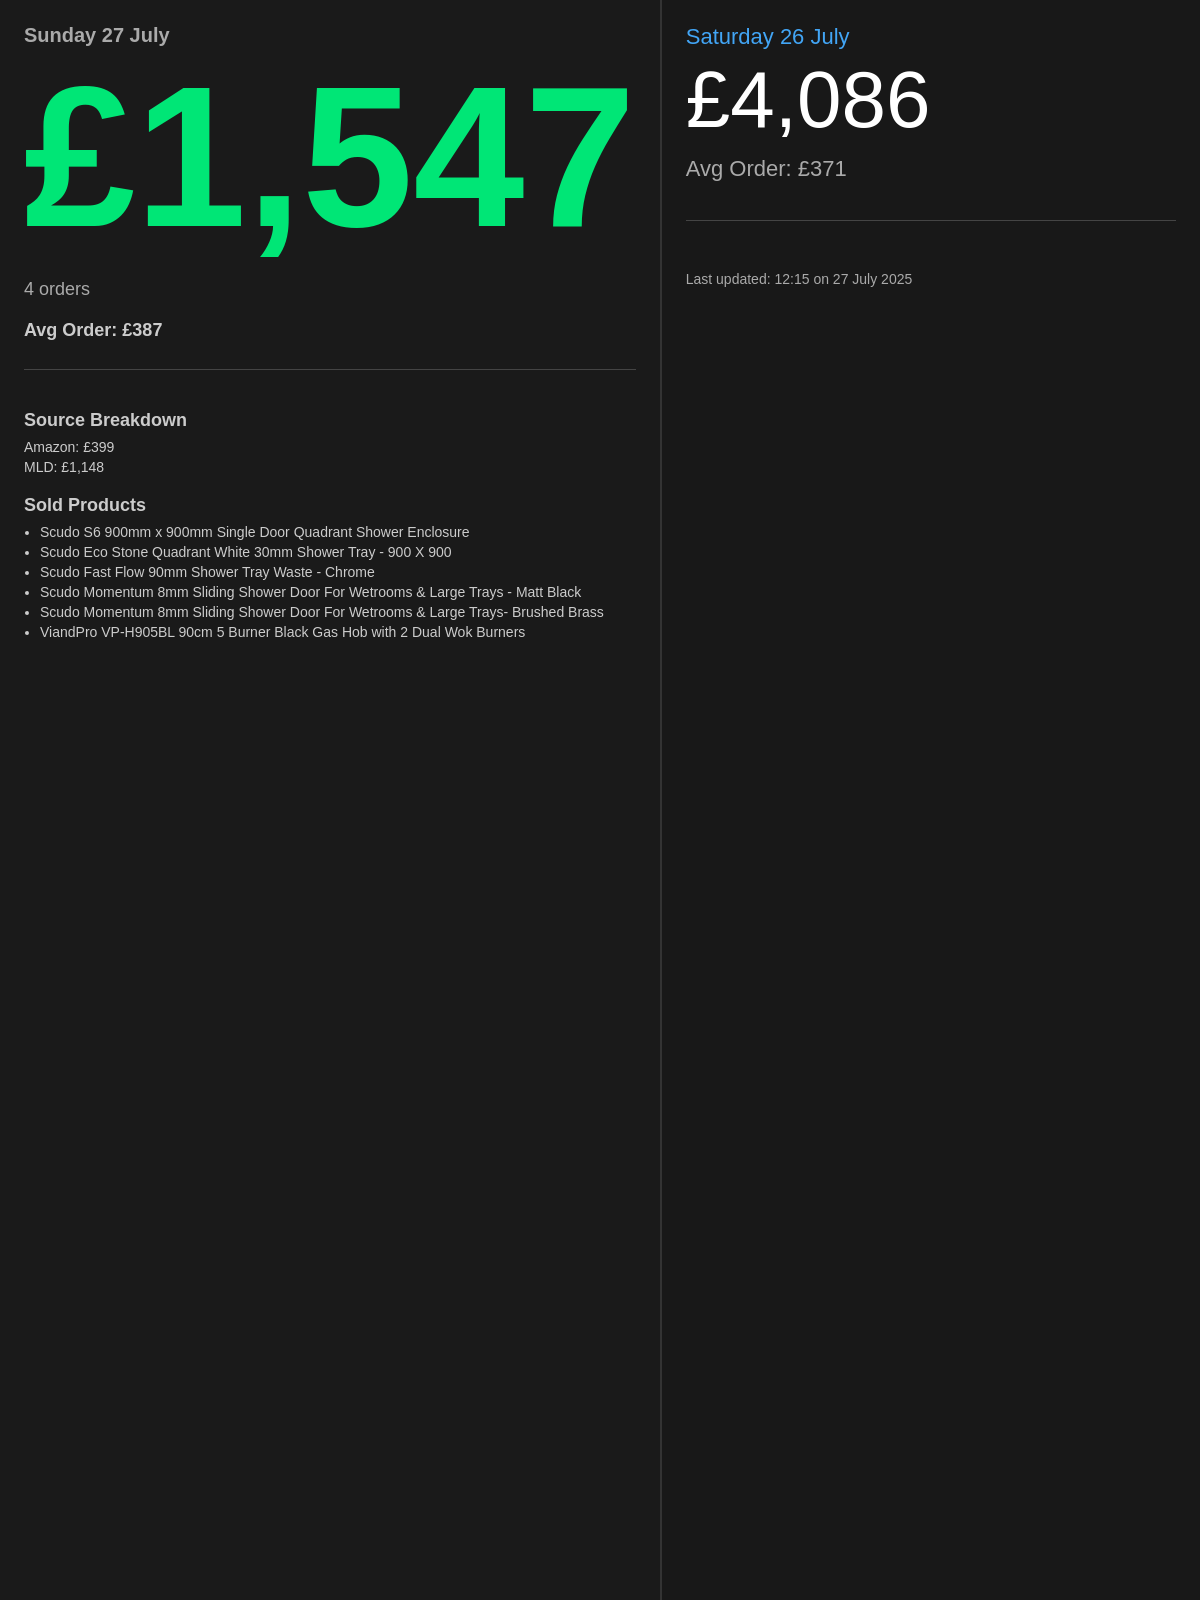 Sunday 27 July
£1,547
4 orders
Avg Order: £387
Source Breakdown
Amazon: £399
MLD: £1,148
Sold Products
• Scudo S6 900mm x 900mm Single Door Quadrant Shower Enclosure
• Scudo Eco Stone Quadrant White 30mm Shower Tray - 900 X 900
• Scudo Fast Flow 90mm Shower Tray Waste - Chrome
• Scudo Momentum 8mm Sliding Shower Door For Wetrooms & Large Trays - Matt Black
• Scudo Momentum 8mm Sliding Shower Door For Wetrooms & Large Trays- Brushed Brass
• ViandPro VP-H905BL 90cm 5 Burner Black Gas Hob with 2 Dual Wok Burners
Saturday 26 July
£4,086
Avg Order: £371
Last updated: 12:15 on 27 July 2025